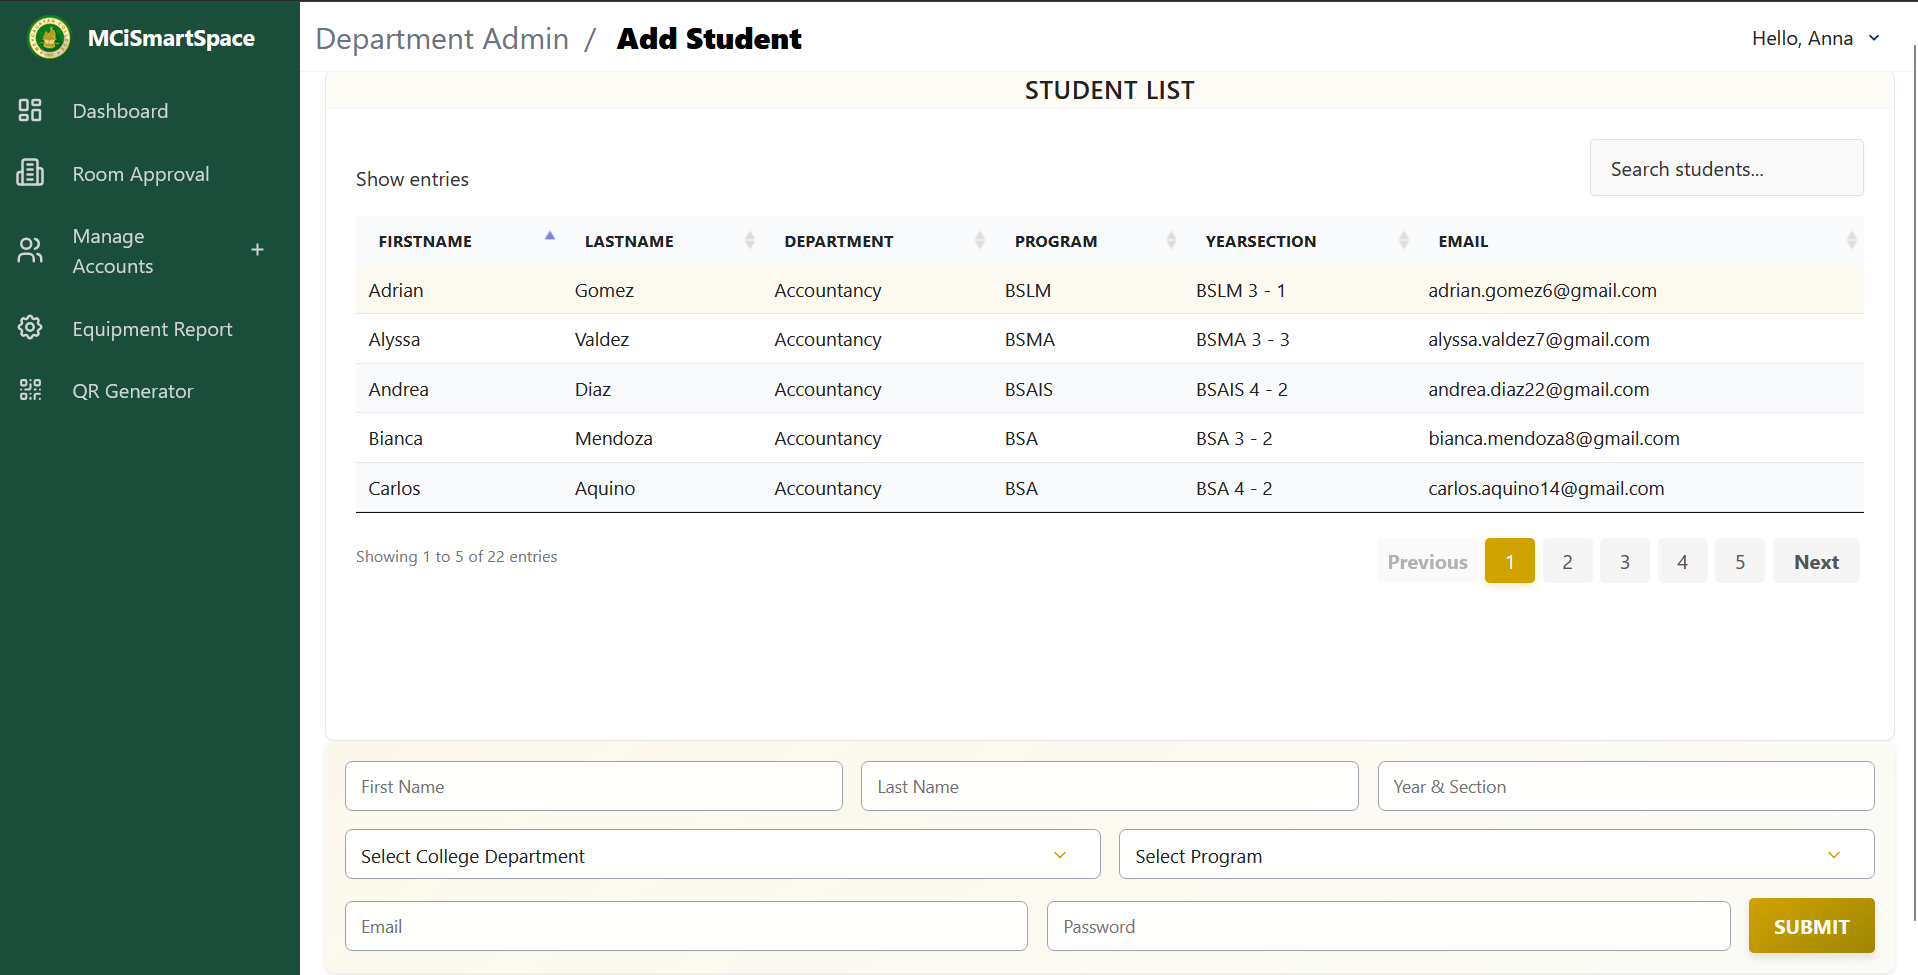 MCiSmartSpace
Department Admin / Add Student
Hello, Anna
Dashboard
Room Approval
Manage
Accounts
+
Equipment Report
QR Generator
STUDENT LIST
Show entries
Search students...
FIRSTNAME LASTNAME DEPARTMENT PROGRAM YEARSECTION EMAIL
Adrian Gomez Accountancy BSLM BSLM 3 - 1 adrian.gomez6@gmail.com
Alyssa Valdez Accountancy BSMA BSMA 3 - 3 alyssa.valdez7@gmail.com
Andrea Diaz Accountancy BSAIS BSAIS 4 - 2 andrea.diaz22@gmail.com
Bianca Mendoza Accountancy BSA BSA 3 - 2 bianca.mendoza8@gmail.com
Carlos Aquino Accountancy BSA BSA 4 - 2 carlos.aquino14@gmail.com
Showing 1 to 5 of 22 entries
Previous 1 2 3 4 5 Next
First Name Last Name Year & Section
Select College Department Select Program
Email Password SUBMIT